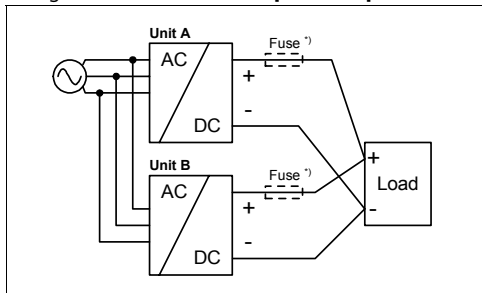 Unit A
AC
Fuse *)
+
-
DC
+
Load
-
Unit B
AC
Fuse *)
+
-
DC